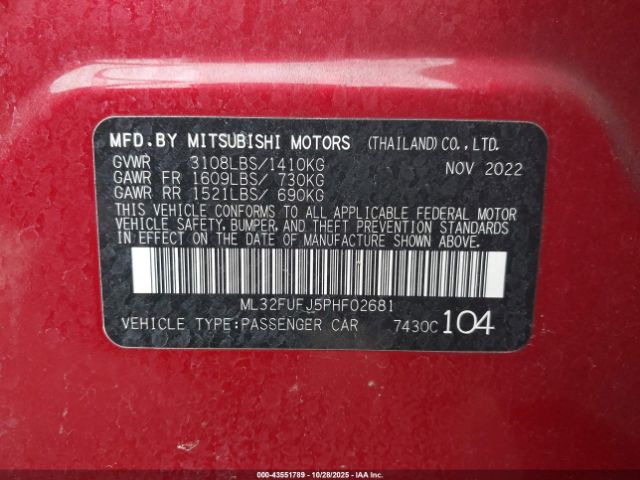 MFD.BY MITSUBISHI MOTORS (THAILAND) CO., LTD.
GVWR 3108LBS/1410KG NOV 2022
GAWR FR 1609LBS/ 730KG
GAWR RR 1521LBS/ 690KG
THIS VEHICLE CONFORMS TO ALL APPLICABLE FEDERAL MOTOR
VEHICLE SAFETY, BUMPER, AND THEFT PREVENTION STANDARDS
IN EFFECT ON THE DATE OF MANUFACTURE SHOWN ABOVE.
ML32FUFJ5PHF02681
VEHICLE TYPE:PASSENGER CAR 7430C 104
000-43551789 | 10/28/2025 | IAA Inc.